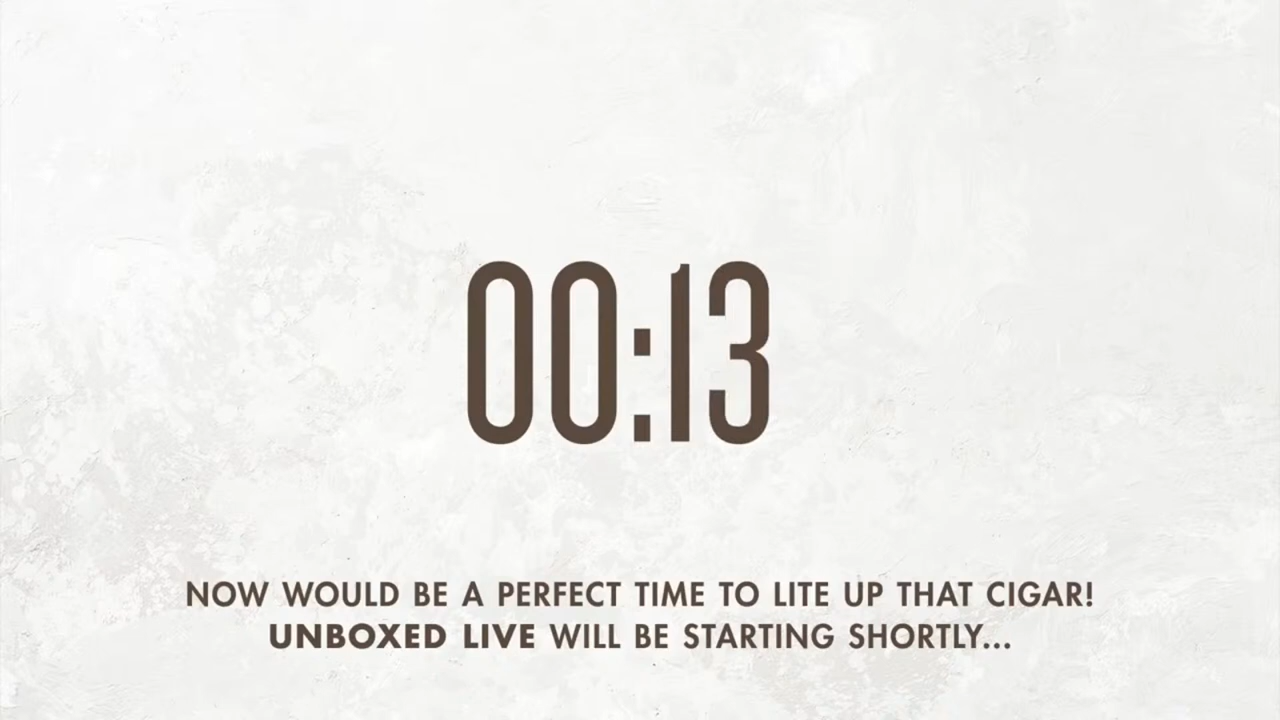 00:13
NOW WOULD BE A PERFECT TIME TO LITE UP THAT CIGAR!
UNBOXED LIVE WILL BE STARTING SHORTLY...